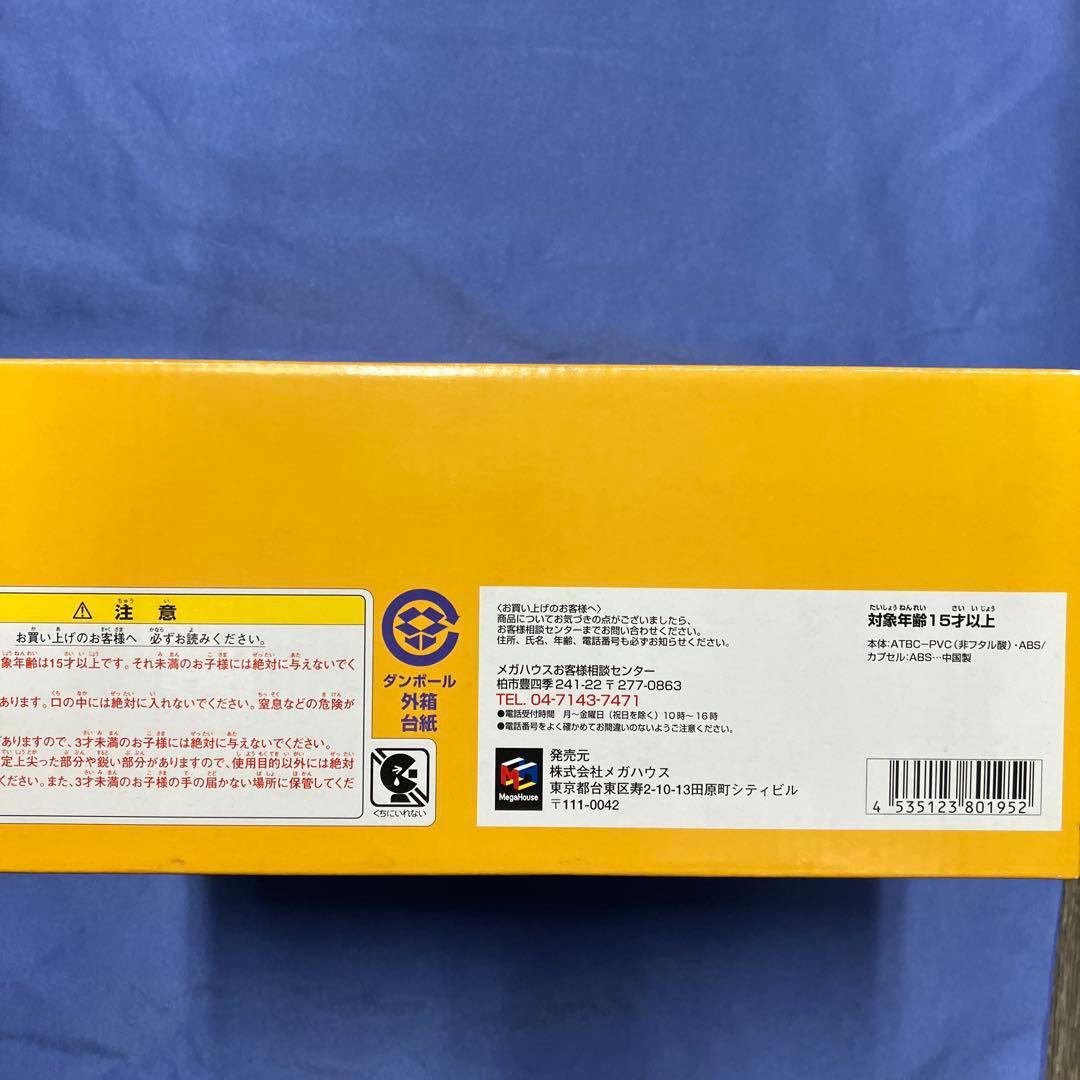 ⚠ 注意
お買い上げのお客様へ 必ずお読みください。
象年齢は15才以上です。それ未満のお子様には絶対に与えないでく
あります。口の中には絶対に入れないでください。窒息などの危険が
がありますので、3才未満のお子様には絶対に与えないでください。
定上尖った部分や鋭い部分がありますので、使用目的以外には絶対
ください。また、3才未満のお子様の手の届かない場所に保管してくだ
ダンボール
外箱
台紙
くちにいれない
〈お買い上げのお客様へ〉
商品についてお気づきの点がございましたら、
お客様相談センターまでお問い合わせください。
住所、氏名、年齢、電話番号も必ずお知らせください。
メガハウスお客様相談センター
柏市豊四季241-22 〒277-0863
TEL. 04-7143-7471
●電話受付時間 月〜金曜日(祝日を除く)10時〜16時
●電話番号をよく確かめてお間違いのないようご注意ください。
MegaHouse
発売元
株式会社メガハウス
東京都台東区寿2-10-13田原町シティビル
〒111-0042
対象年齢15才以上
本体:ATBC-PVC(非フタル酸)・ABS/
カプセル:ABS…中国製
4 535123 801952